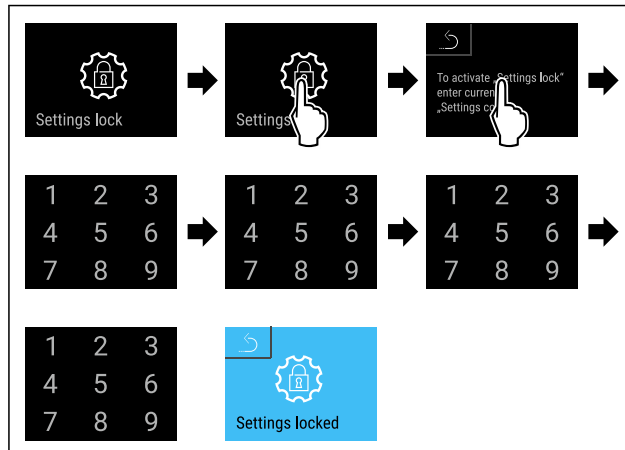 Settings lock
Settings
To activate „Settings lock"
enter curren
„Settings co
1 2 3
4 5 6
7 8 9
1 2 3
4 5 6
7 8 9
1 2 3
4 5 6
7 8 9
1 2 3
4 5 6
7 8 9
Settings locked